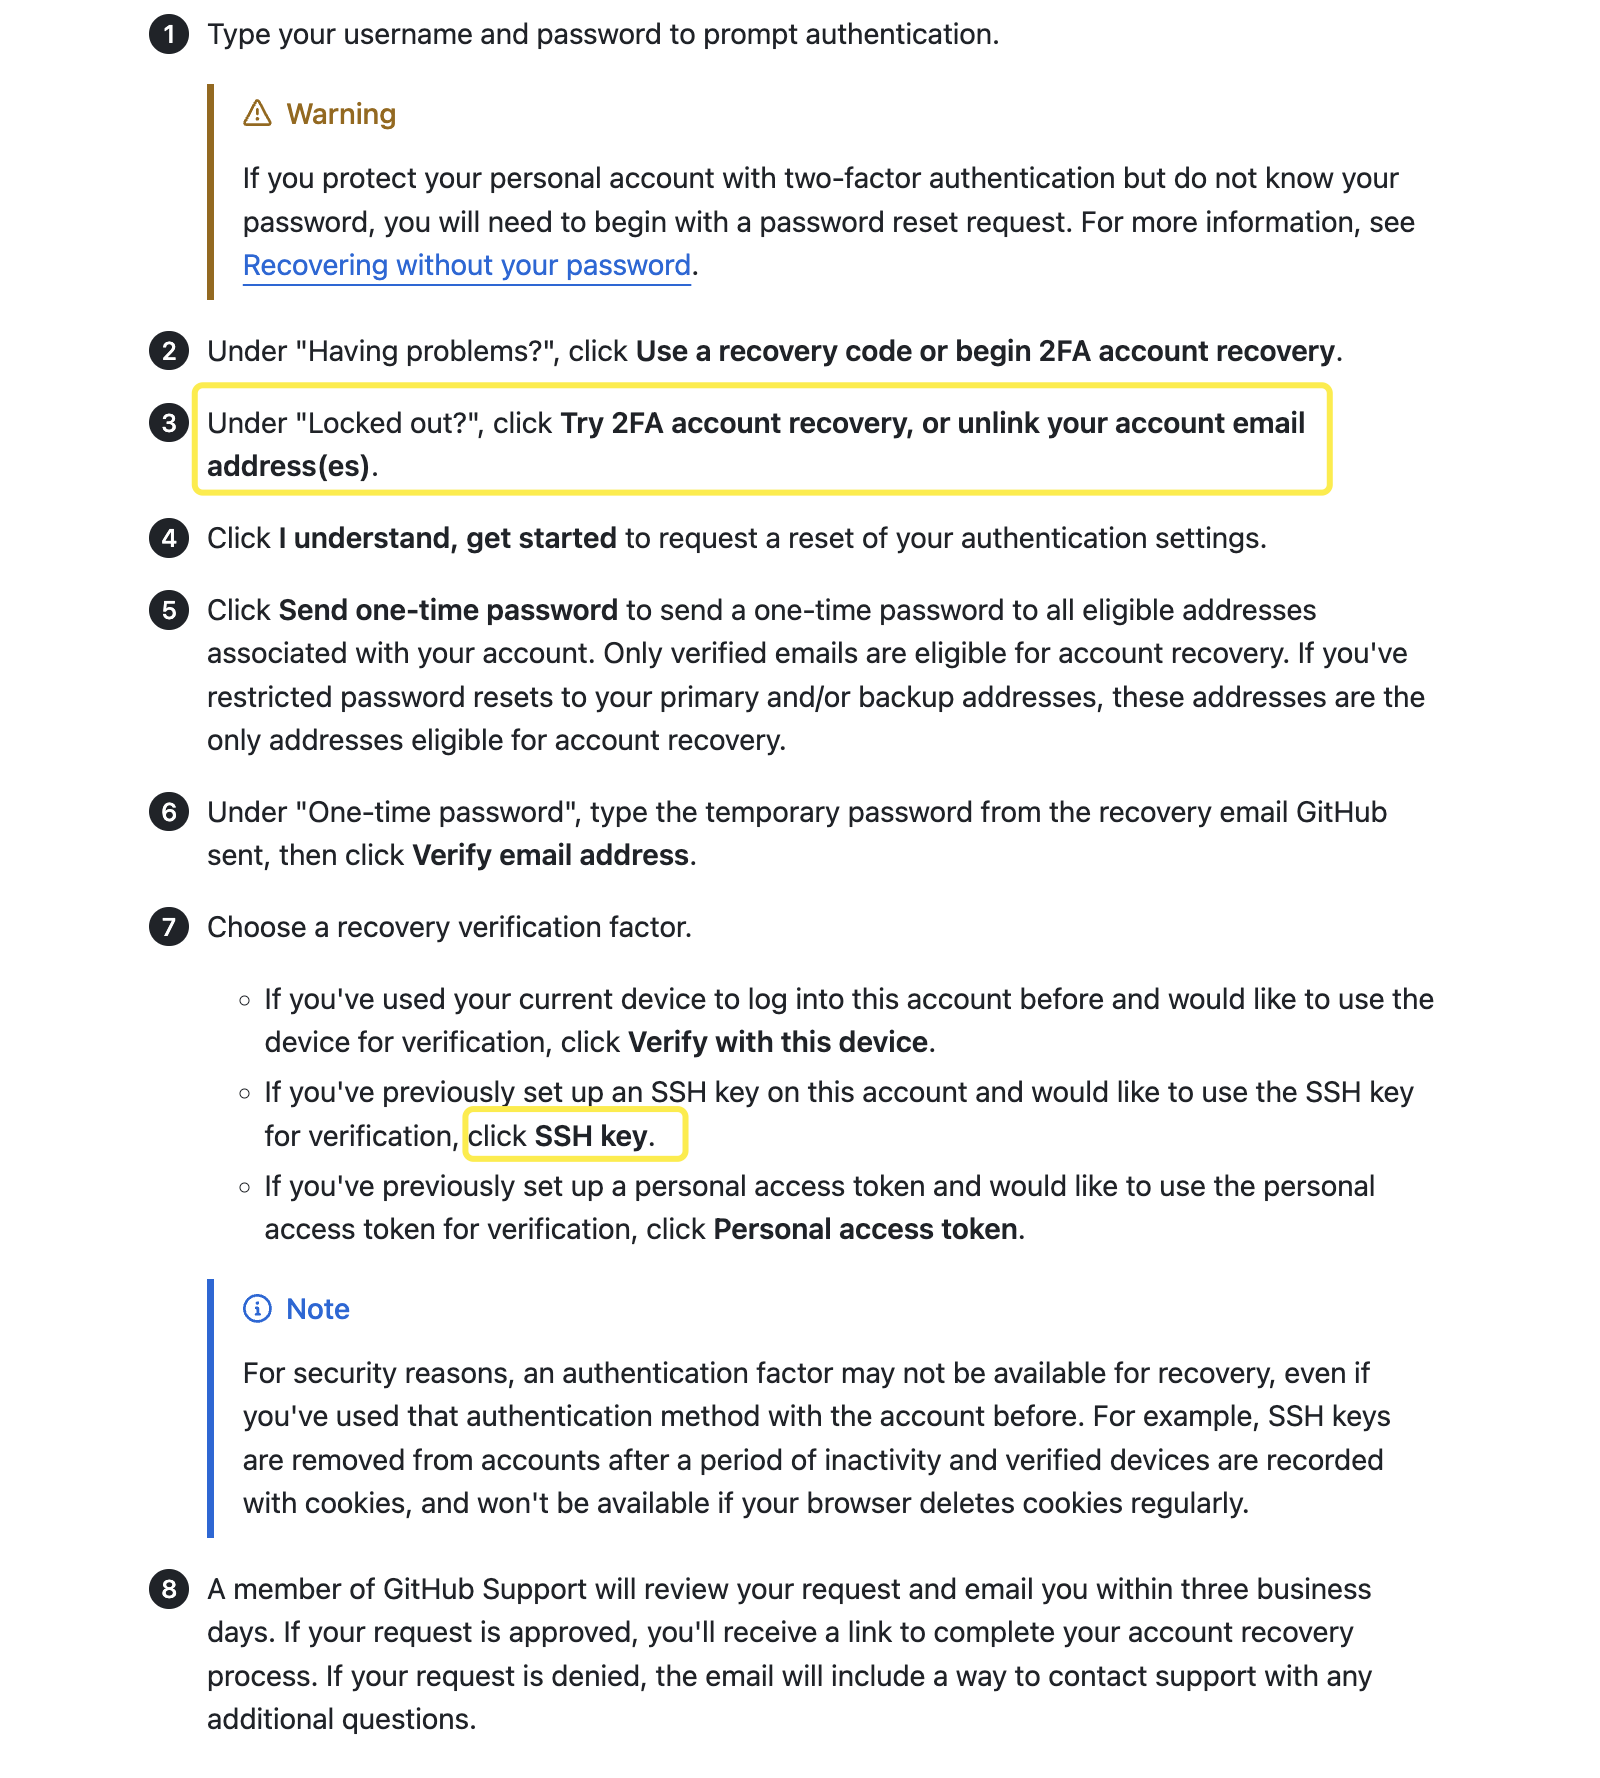 1 Type your username and password to prompt authentication.
Warning
If you protect your personal account with two-factor authentication but do not know your
password, you will need to begin with a password reset request. For more information, see
Recovering without your password.
2 Under "Having problems?", click Use a recovery code or begin 2FA account recovery.
3 Under "Locked out?", click Try 2FA account recovery, or unlink your account email
address(es).
4 Click I understand, get started to request a reset of your authentication settings.
5 Click Send one-time password to send a one-time password to all eligible addresses
associated with your account. Only verified emails are eligible for account recovery. If you've
restricted password resets to your primary and/or backup addresses, these addresses are the
only addresses eligible for account recovery.
6 Under "One-time password", type the temporary password from the recovery email GitHub
sent, then click Verify email address.
7 Choose a recovery verification factor.
If you've used your current device to log into this account before and would like to use the
device for verification, click Verify with this device.
If you've previously set up an SSH key on this account and would like to use the SSH key
for verification, click SSH key.
If you've previously set up a personal access token and would like to use the personal
access token for verification, click Personal access token.
Note
For security reasons, an authentication factor may not be available for recovery, even if
you've used that authentication method with the account before. For example, SSH keys
are removed from accounts after a period of inactivity and verified devices are recorded
with cookies, and won't be available if your browser deletes cookies regularly.
8 A member of GitHub Support will review your request and email you within three business
days. If your request is approved, you'll receive a link to complete your account recovery
process. If your request is denied, the email will include a way to contact support with any
additional questions.